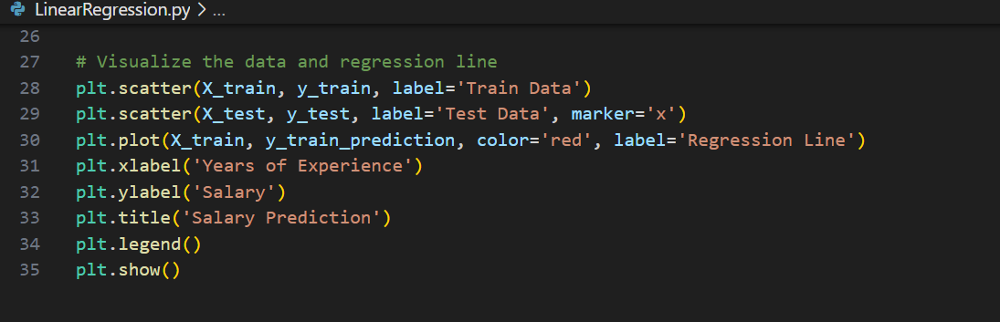 LinearRegression.py > ...
26
27 # Visualize the data and regression line
28 plt.scatter(X_train, y_train, label='Train Data')
29 plt.scatter(X_test, y_test, label='Test Data', marker='x')
30 plt.plot(X_train, y_train_prediction, color='red', label='Regression Line')
31 plt.xlabel('Years of Experience')
32 plt.ylabel('Salary')
33 plt.title('Salary Prediction')
34 plt.legend()
35 plt.show()